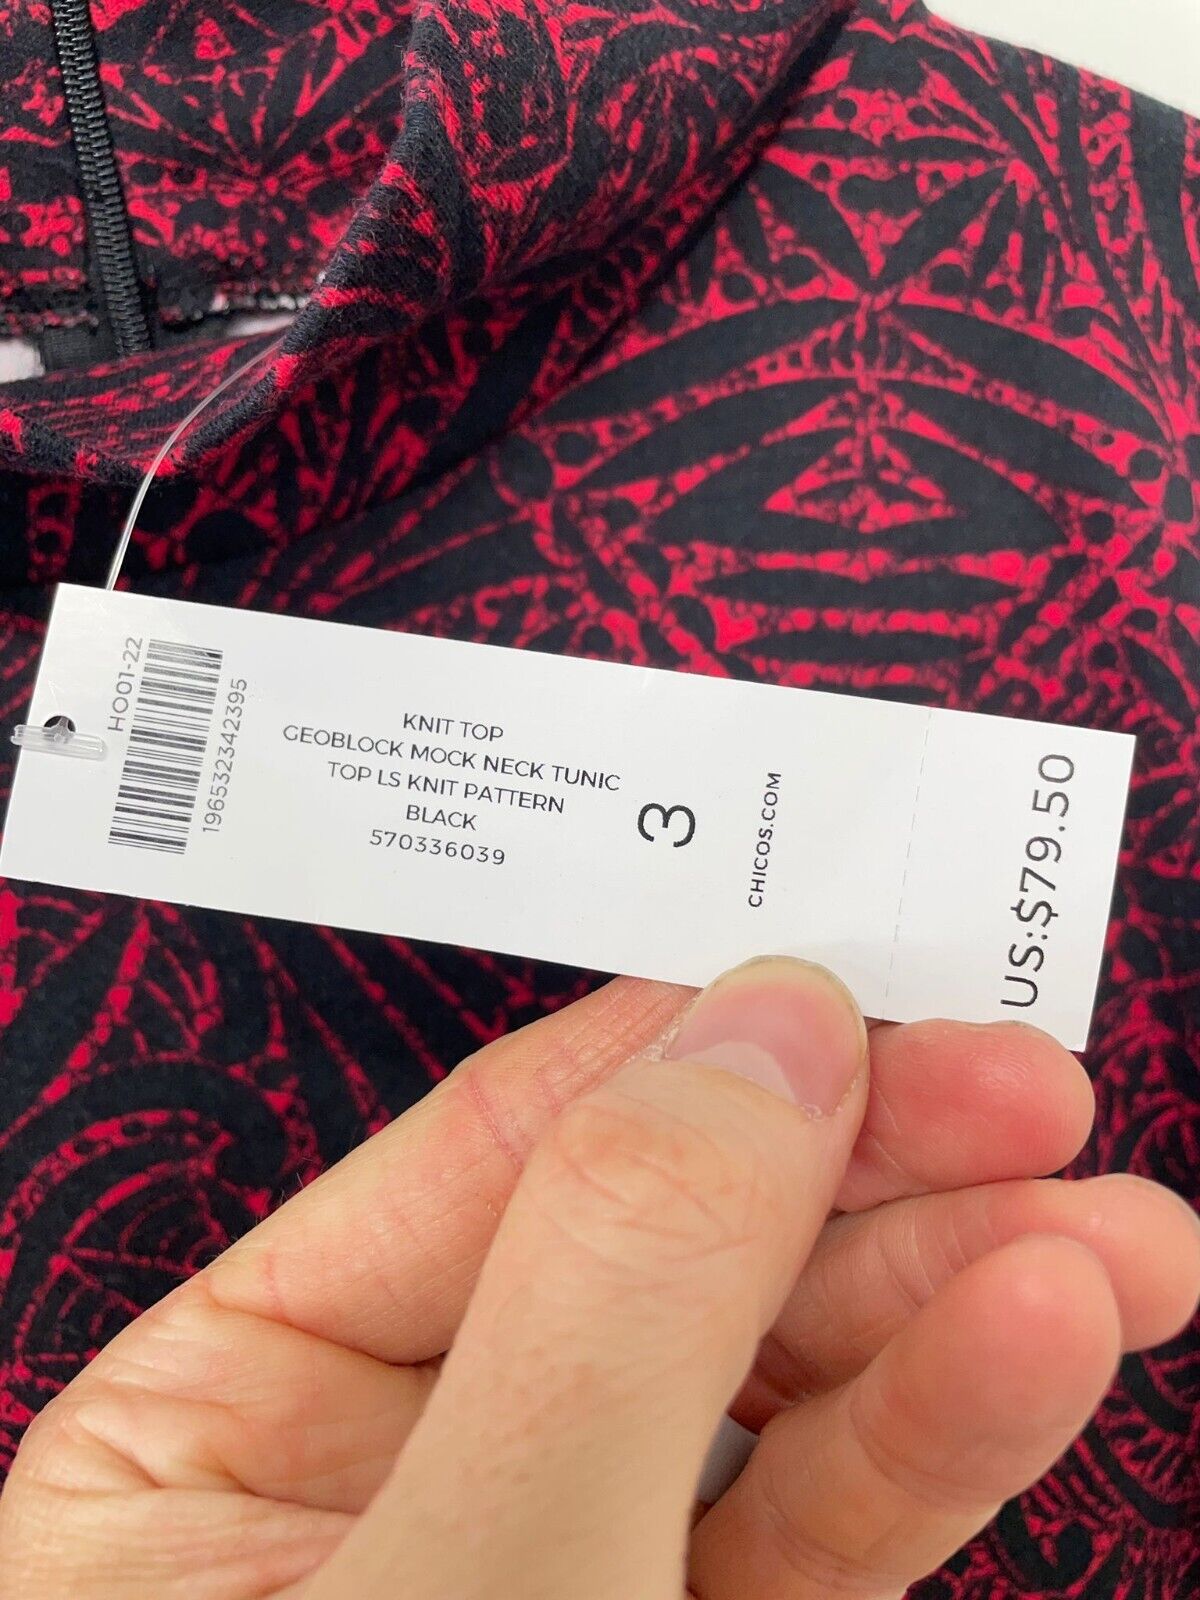 HO01-22
196532342395
KNIT TOP
GEOBLOCK MOCK NECK TUNIC
TOP LS KNIT PATTERN
BLACK
570336039
3
CHICOS.COM
US:$79.50